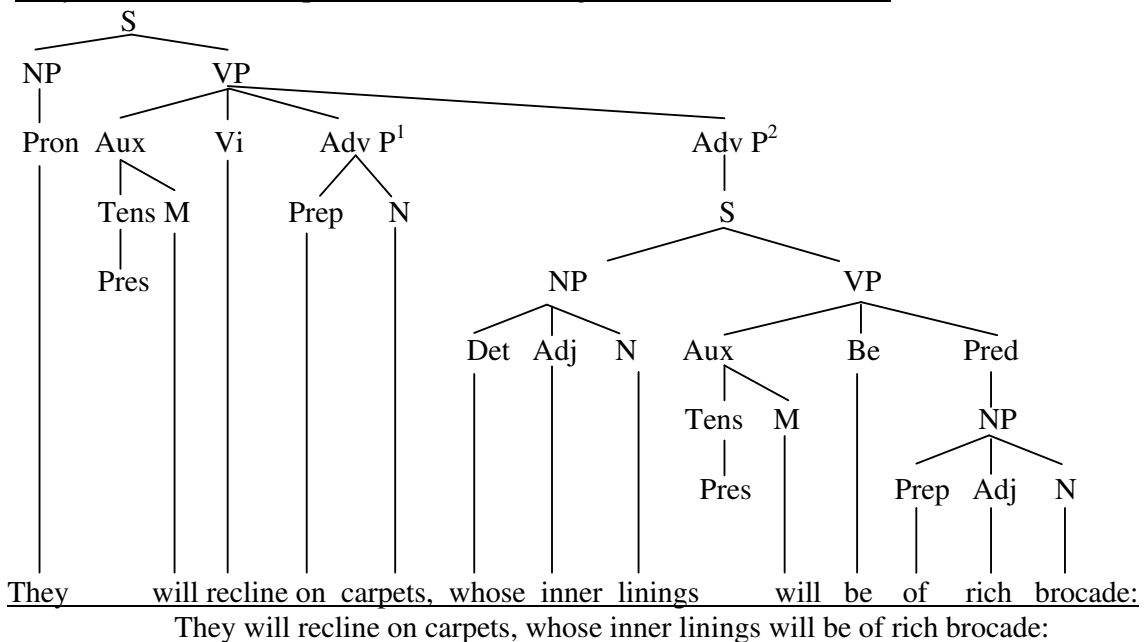 S
NP VP
Pron Aux Vi Adv P1 Adv P2
Tens M Prep N S
Pres NP VP
Det Adj N Aux Be Pred
Tens M NP
Pres Prep Adj N
They will recline on carpets, whose inner linings will be of rich brocade:
They will recline on carpets, whose inner linings will be of rich brocade: